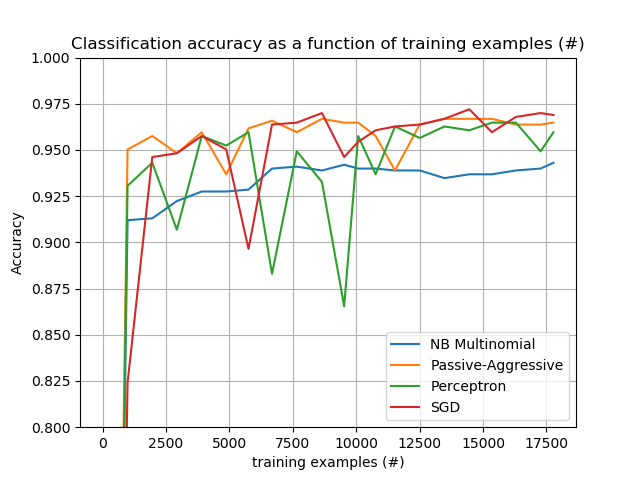 Classification accuracy as a function of training examples (#)
1.000
0.975
0.950
0.925
0.900
0.875
0.850
0.825
0.800
Accuracy
NB Multinomial
Passive-Aggressive
Perceptron
SGD
0 2500 5000 7500 10000 12500 15000 17500
training examples (#)